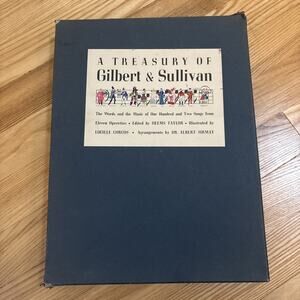 A TREASURY OF
Gilbert & Sullivan
The Words and the Music of One Hundred and Two Songs from
Eleven Operettas • Edited by DEEMS TAYLOR • Illustrated by
LUCILLE CORCOS • Arrangements by DR. ALBERT SIRMAY